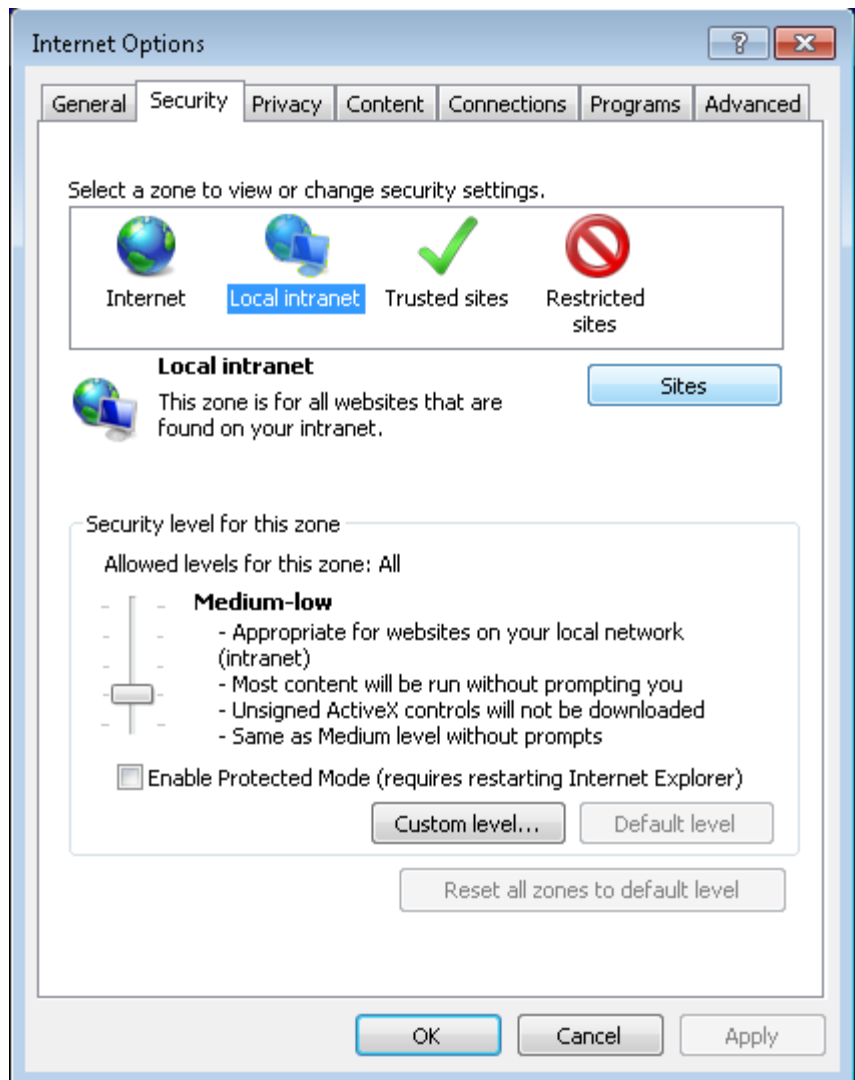 Internet Options
General Security Privacy Content Connections Programs Advanced
Select a zone to view or change security settings.
Internet Local intranet Trusted sites Restricted
sites
Local intranet
Sites
This zone is for all websites that are
found on your intranet.
Security level for this zone
Allowed levels for this zone: All
Medium-low
- Appropriate for websites on your local network
(intranet)
- Most content will be run without prompting you
- Unsigned ActiveX controls will not be downloaded
- Same as Medium level without prompts
Enable Protected Mode (requires restarting Internet Explorer)
Custom level... Default level
Reset all zones to default level
OK Cancel Apply